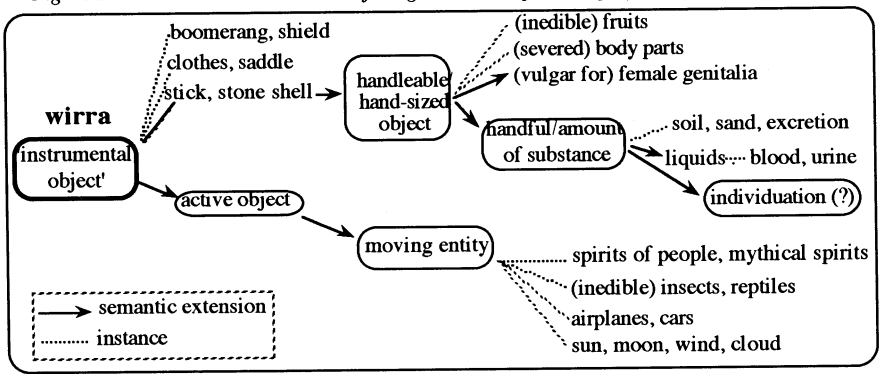 boomerang, shield
clothes, saddle
stick, stone shell
wirra
instrumental
object'
active object
handleable/
hand-sized
object
(inedible) fruits
(severed) body parts
(vulgar for) female genitalia
handful/amount
of substance
soil, sand, excretion
liquids blood, urine
individuation (?)
moving entity
spirits of people, mythical spirits
(inedible) insects, reptiles
airplanes, cars
sun, moon, wind, cloud
semantic extension
instance